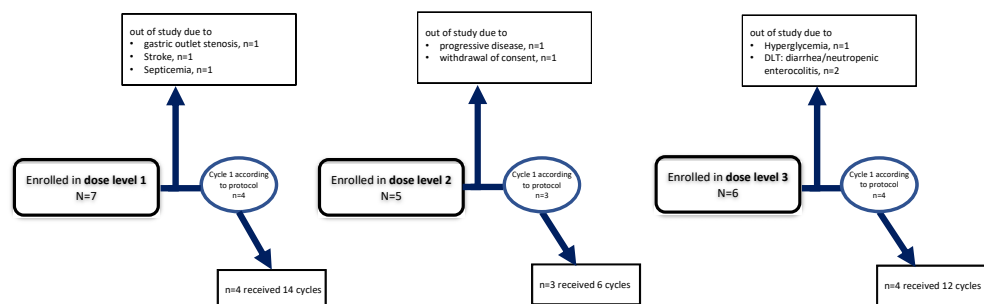 out of study due to
• gastric outlet stenosis, n=1
• Stroke, n=1
• Septicemia, n=1
Enrolled in dose level 1
N=7
Cycle 1 according
to protocol
n=4
n=4 received 14 cycles
out of study due to
• progressive disease, n=1
• withdrawal of consent, n=1
Enrolled in dose level 2
N=5
Cycle 1 according
to protocol
n=3
n=3 received 6 cycles
out of study due to
• Hyperglycemia, n=1
• DLT: diarrhea/neutropenic
enterocolitis, n=2
Enrolled in dose level 3
N=6
Cycle 1 according
to protocol
n=4
n=4 received 12 cycles